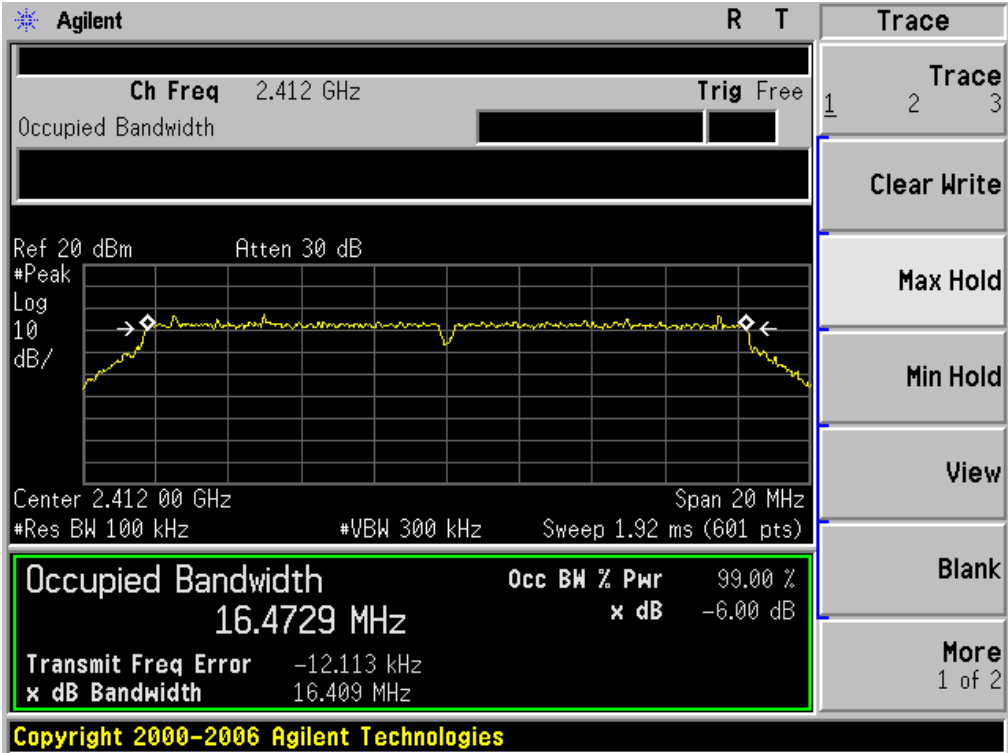 Agilent R T Trace
Ch Freq 2.412 GHz Trig Free
Occupied Bandwidth
Trace
1 2 3
Clear Write
Max Hold
Min Hold
View
Blank
More
1 of 2
Ref 20 dBm Atten 30 dB
#Peak
Log
10
dB/
Center 2.412 00 GHz Span 20 MHz
#Res BW 100 kHz #VBW 300 kHz Sweep 1.92 ms (601 pts)
Occupied Bandwidth Occ BW % Pwr 99.00 %
16.4729 MHz x dB -6.00 dB
Transmit Freq Error -12.113 kHz
x dB Bandwidth 16.409 MHz
Copyright 2000-2006 Agilent Technologies